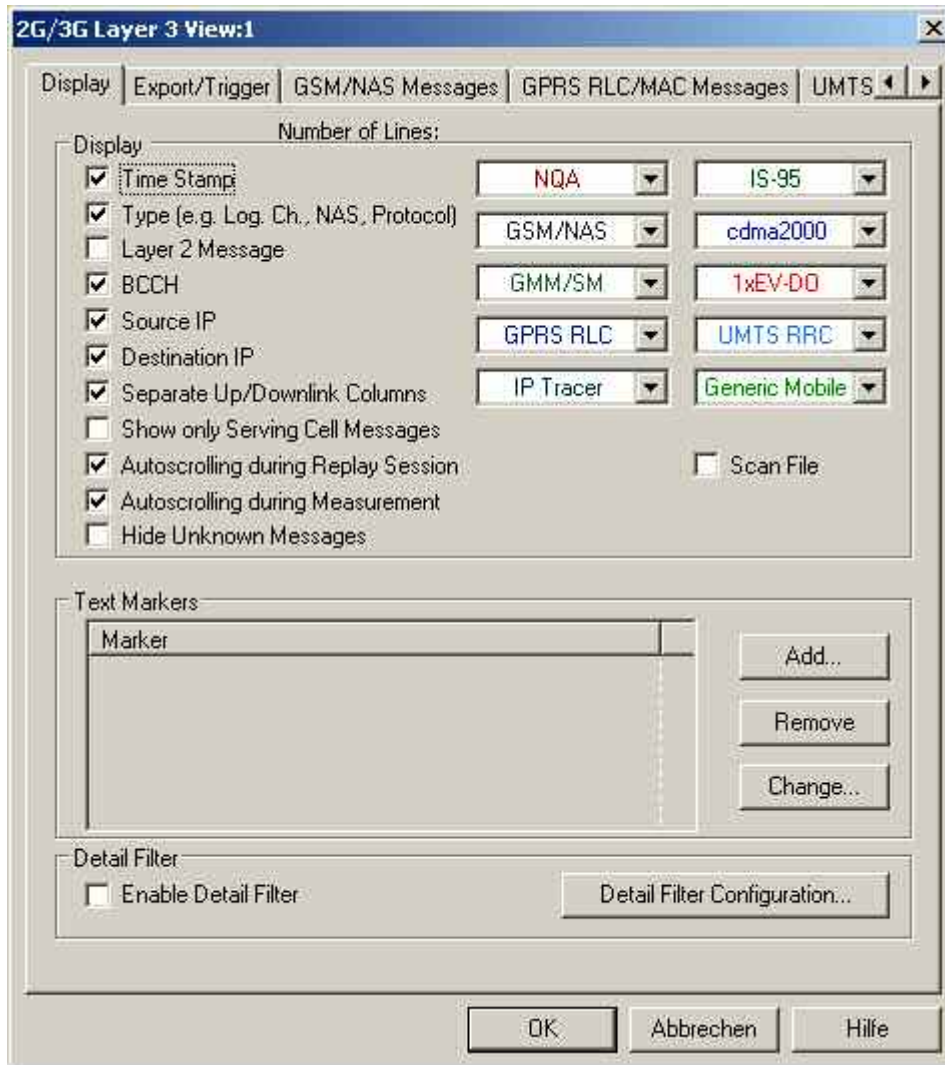 2G/3G Layer 3 View:1
Display
Export/Trigger
GSM/NAS Messages
GPRS RLC/MAC Messages
UMTS
Number of Lines:
Display
Time Stamp
Type (e.g. Log. Ch., NAS, Protocol)
Layer 2 Message
BCCH
Source IP
Destination IP
Separate Up/Downlink Columns
Show only Serving Cell Messages
Autoscrolling during Replay Session
Autoscrolling during Measurement
Hide Unknown Messages
NQA
IS-95
GSM/NAS
cdma2000
GMM/SM
1xEV-DO
GPRS RLC
UMTS RRC
IP Tracer
Generic Mobile
Scan File
Text Markers
Marker
Add...
Remove
Change...
Detail Filter
Enable Detail Filter
Detail Filter Configuration...
OK
Abbrechen
Hilfe